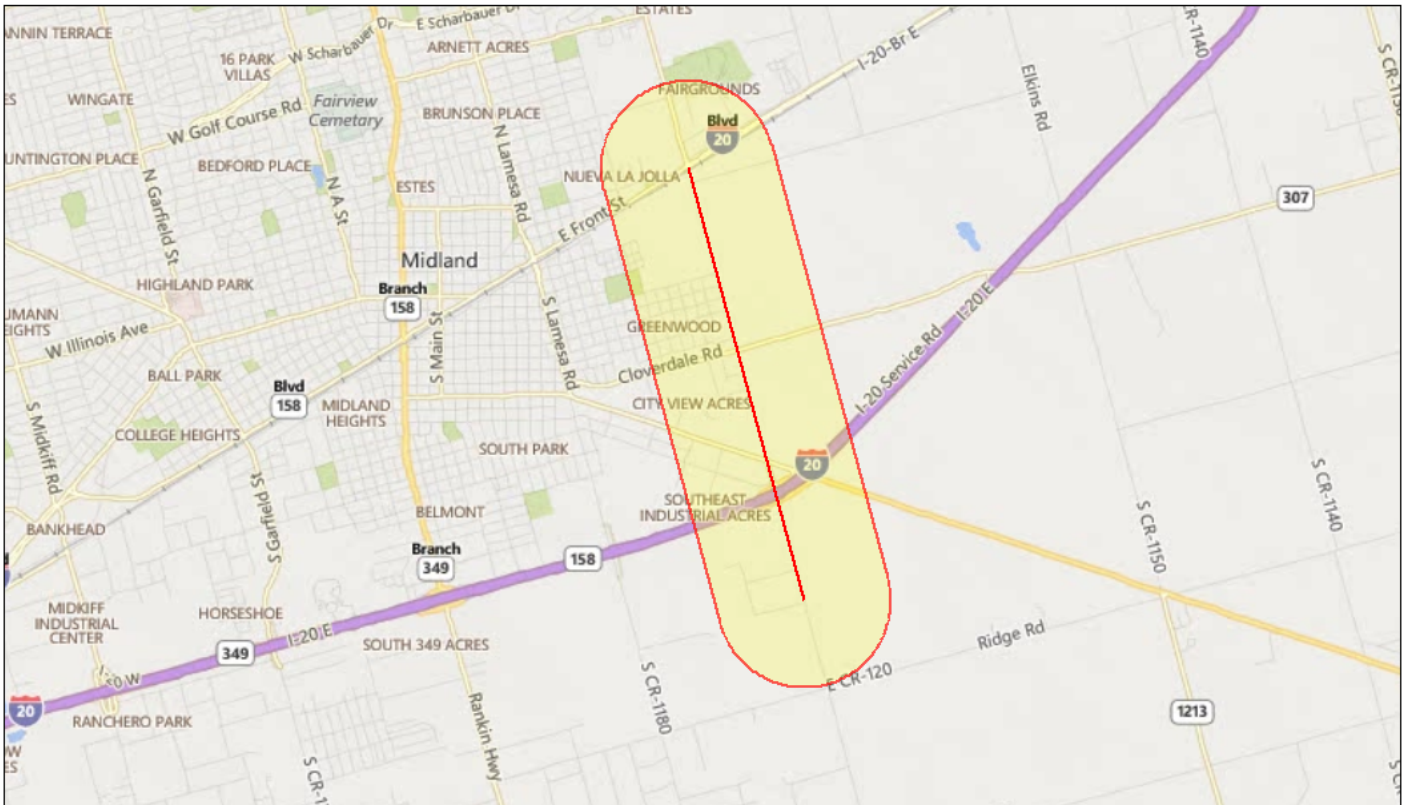 ESTATES
E Scharbauer Dr
CR-1140
ANNIN TERRACE
W Scharbauer Dr
ARNETT ACRES
I-20-Br E
S CR-1150
16 PARK
VILLAS
Elkins Rd
WINGATE
Fairview
Cemetary
FAIRGROUNDS
W Golf Course Rd
BRUNSON PLACE
Blvd
20
N Lamesa Rd
UNTINGTON PLACE
BEDFORD PLACE
NUEVA LA JOLLA
N Garfield St
N A St
ESTES
307
E Front St
Midland
HIGHLAND PARK
Branch
158
UMANN
EIGHTS
W Illinois Ave
S Main St
S Lamesa Rd
GREENWOOD
I-20 E
Cloverdale Rd
I-20 Service Rd
BALL PARK
Blvd
158
MIDLAND
HEIGHTS
CITY VIEW ACRES
S Midkiff Rd
COLLEGE HEIGHTS
SOUTH PARK
20
S Garfield St
SOUTHEAST
INDUSTRIAL ACRES
S CR-1140
BELMONT
S CR-1150
BANKHEAD
Branch
349
158
MIDKIFF
INDUSTRIAL
CENTER
HORSESHOE
I-20 E
SOUTH 349 ACRES
Ridge Rd
349
E CR-120
S CR-1180
20
RANCHERO PARK
1213
Rankin Hwy